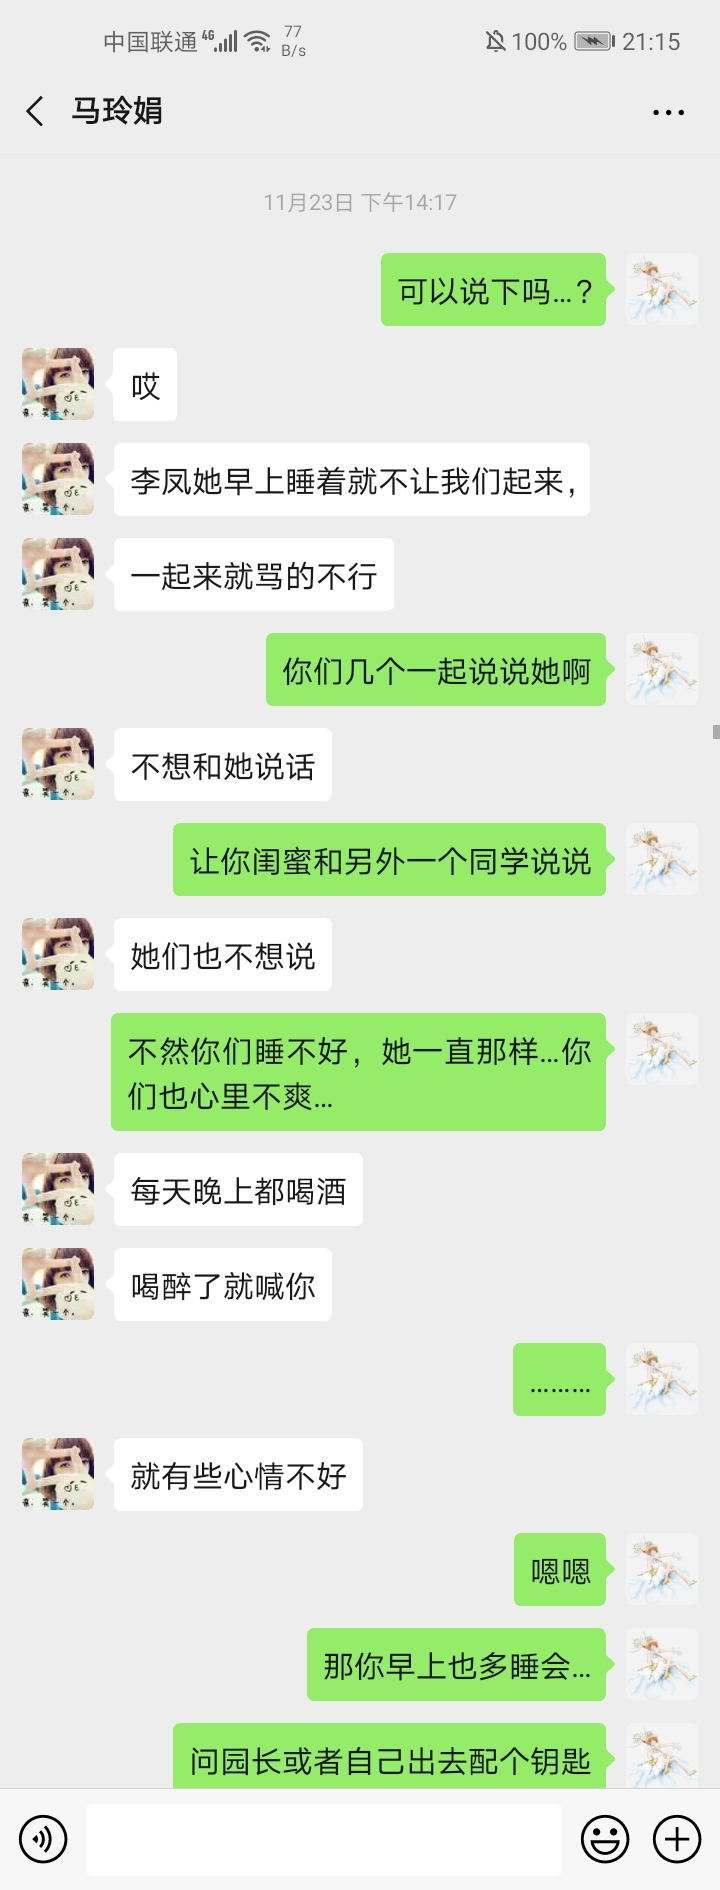 中国联通 4G 77 B/s 100% 21:15
马玲娟
11月23日 下午14:17
可以说下吗...?
哎
李凤她早上睡着就不让我们起来,
一起来就骂的不行
你们几个一起说说她啊
不想和她说话
让你闺蜜和另外一个同学说说
她们也不想说
不然你们睡不好，她一直那样...你
们也心里不爽...
每天晚上都喝酒
喝醉了就喊你
.........
就有些心情不好
嗯嗯
那你早上也多睡会...
问园长或者自己出去配个钥匙